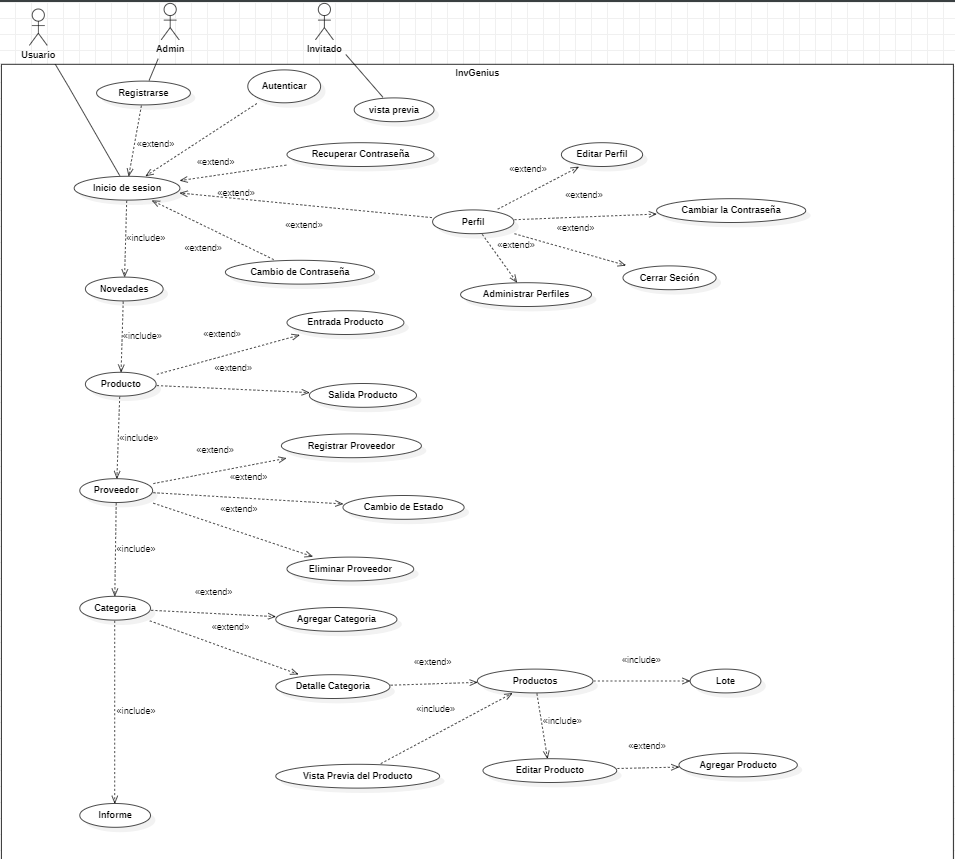 Usuario
Admin
Invitado
InvGenius
Registrarse
Autenticar
vista previa
«extend»
Recuperar Contraseña
«extend»
Editar Perfil
«extend»
Inicio de sesion
«extend»
«extend»
Cambiar la Contraseña
Perfil
«extend»
«extend»
«include»
«extend»
«extend»
Cambio de Contraseña
Cerrar Seción
Novedades
Administrar Perfiles
Entrada Producto
«include»
«extend»
«extend»
Producto
Salida Producto
«include»
Registrar Proveedor
«extend»
«extend»
Proveedor
Cambio de Estado
«extend»
«include»
Eliminar Proveedor
«extend»
Categoria
Agregar Categoria
«extend»
«extend»
«include»
Detalle Categoria
Productos
Lote
«include»
«include»
«include»
«extend»
Vista Previa del Producto
Editar Producto
Agregar Producto
Informe